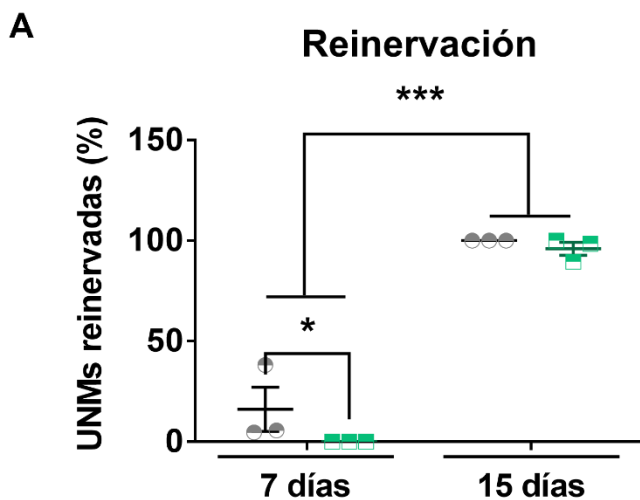 A
Reinervación
***
150
UNMs reinervadas (%)
100
50
*
0
7 días
15 días